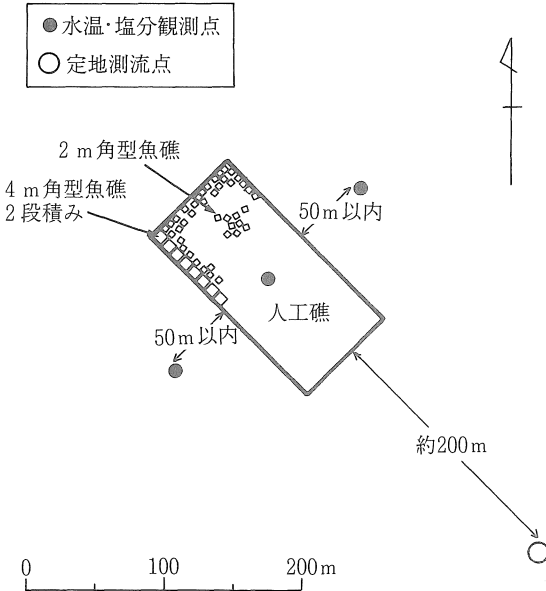 水温・塩分観測点
定地測流点
2m角型魚礁
4m角型魚礁
2段積み
50m以内
人工礁
50m以内
約200m
0 100 200m